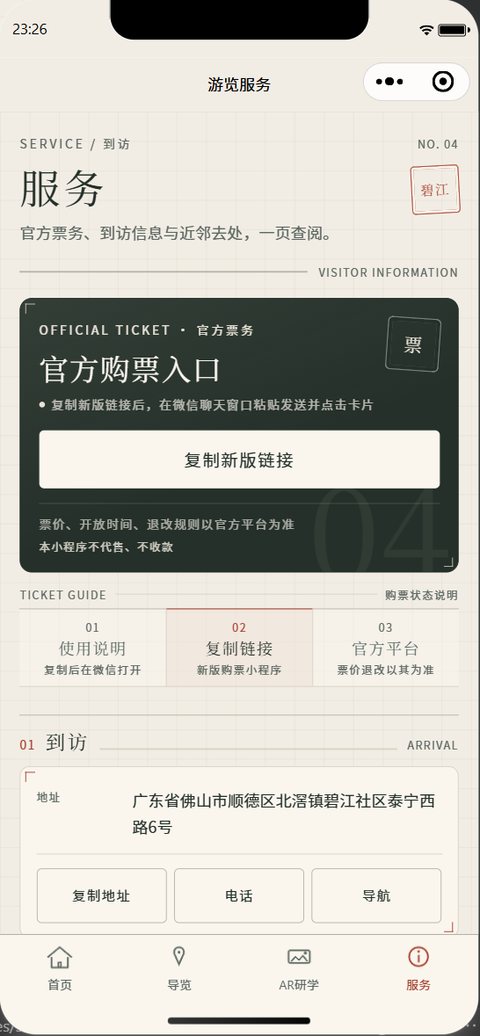 23:26
游览服务
SERVICE / 到访
NO. 04
服务
碧江
官方票务、到访信息与近邻去处，一页查阅。
VISITOR INFORMATION
OFFICIAL TICKET · 官方票务
票
官方购票入口
复制新版链接后，在微信聊天窗口粘贴发送并点击卡片
复制新版链接
04
票价、开放时间、退改规则以官方平台为准
本小程序不代售、不收款
TICKET GUIDE
购票状态说明
01
使用说明
复制后在微信打开
02
复制链接
新版购票小程序
03
官方平台
票价退改以其为准
01 到访
ARRIVAL
地址
广东省佛山市顺德区北滘镇碧江社区泰宁西
路6号
复制地址
电话
导航
首页
导览
AR研学
服务